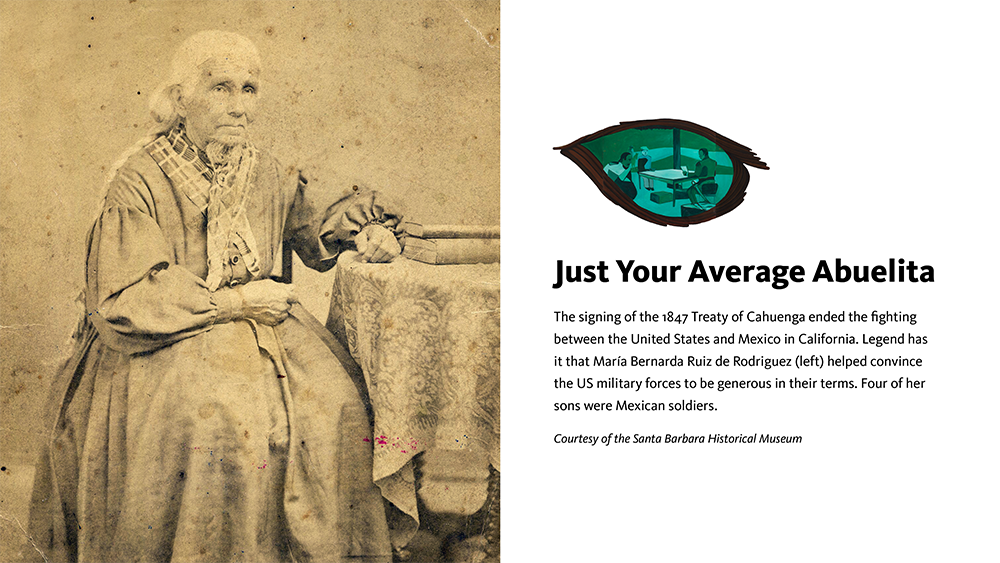 Just Your Average Abuelita
The signing of the 1847 Treaty of Cahuenga ended the fighting
between the United States and Mexico in California. Legend has
it that María Bernarda Ruiz de Rodriguez (left) helped convince
the US military forces to be generous in their terms. Four of her
sons were Mexican soldiers.
Courtesy of the Santa Barbara Historical Museum